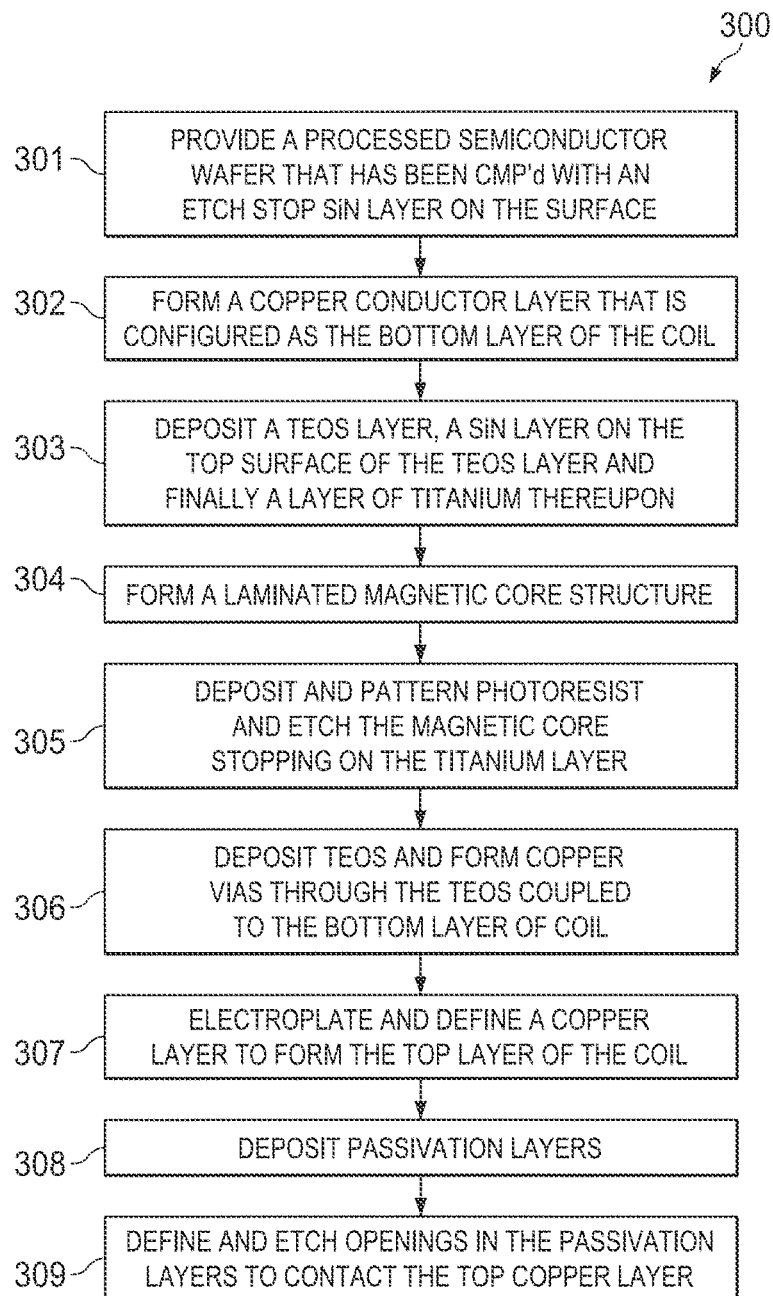 300
301
PROVIDE A PROCESSED SEMICONDUCTOR
WAFER THAT HAS BEEN CMP'd WITH AN
ETCH STOP SiN LAYER ON THE SURFACE
302
FORM A COPPER CONDUCTOR LAYER THAT IS
CONFIGURED AS THE BOTTOM LAYER OF THE COIL
303
DEPOSIT A TEOS LAYER, A SiN LAYER ON THE
TOP SURFACE OF THE TEOS LAYER AND
FINALLY A LAYER OF TITANIUM THEREUPON
304
FORM A LAMINATED MAGNETIC CORE STRUCTURE
305
DEPOSIT AND PATTERN PHOTORESIST
AND ETCH THE MAGNETIC CORE
STOPPING ON THE TITANIUM LAYER
306
DEPOSIT TEOS AND FORM COPPER
VIAS THROUGH THE TEOS COUPLED
TO THE BOTTOM LAYER OF COIL
307
ELECTROPLATE AND DEFINE A COPPER
LAYER TO FORM THE TOP LAYER OF THE COIL
308
DEPOSIT PASSIVATION LAYERS
309
DEFINE AND ETCH OPENINGS IN THE PASSIVATION
LAYERS TO CONTACT THE TOP COPPER LAYER